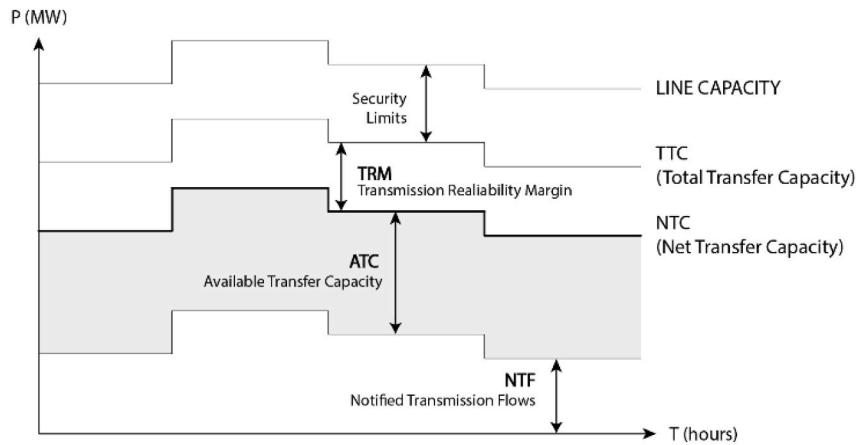 P (MW)
LINE CAPACITY
Security
Limits
TTC
(Total Transfer Capacity)
TRM
Transmission Realiability Margin
NTC
(Net Transfer Capacity)
ATC
Available Transfer Capacity
NTF
Notified Transmission Flows
T (hours)